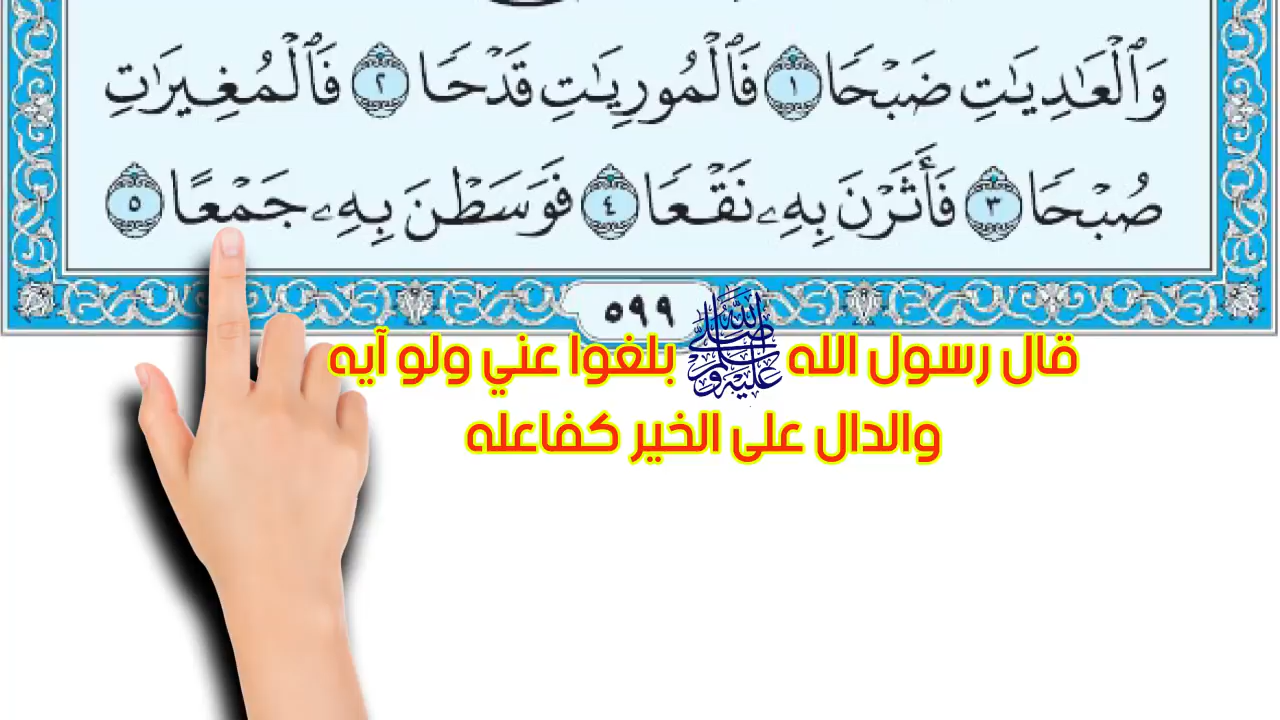 وَٱلْعَٰدِيَٰتِ ضَبْحًا ١ فَٱلْمُورِيَٰتِ قَدْحًا ٢ فَٱلْمُغِيرَٰتِ
صُبْحًا ٣ فَأَثَرْنَ بِهِۦ نَقْعًا ٤ فَوَسَطْنَ بِهِۦ جَمْعًا ٥
٥٩٩
قال رسول الله ﷺ بلغوا عني ولو آيه
والدال على الخير كفاعله